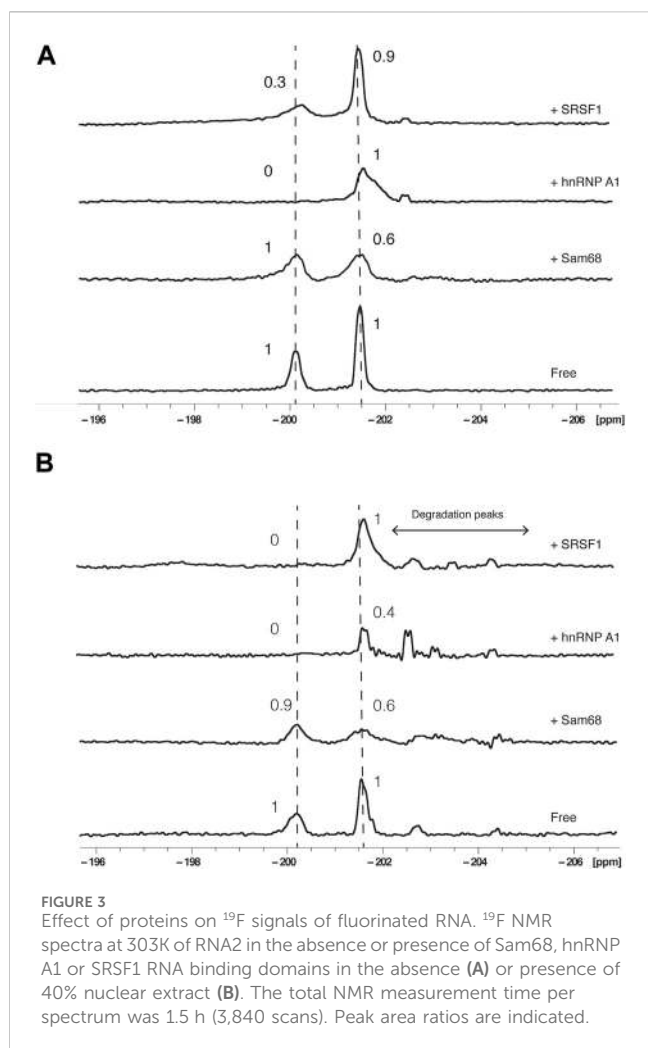 A
0.3
0.9
+ SRSF1
0
1
+ hnRNP A1
1
0.6
+ Sam68
1
1
Free
−196 −198 −200 −202 −204 −206 [ppm]
B
0
1
Degradation peaks
+ SRSF1
0
0.4
+ hnRNP A1
0.9
0.6
+ Sam68
1
1
Free
−196 −198 −200 −202 −204 −206 [ppm]
FIGURE 3
Effect of proteins on ¹⁹F signals of fluorinated RNA. ¹⁹F NMR
spectra at 303K of RNA2 in the absence or presence of Sam68, hnRNP
A1 or SRSF1 RNA binding domains in the absence (A) or presence of
40% nuclear extract (B). The total NMR measurement time per
spectrum was 1.5 h (3,840 scans). Peak area ratios are indicated.